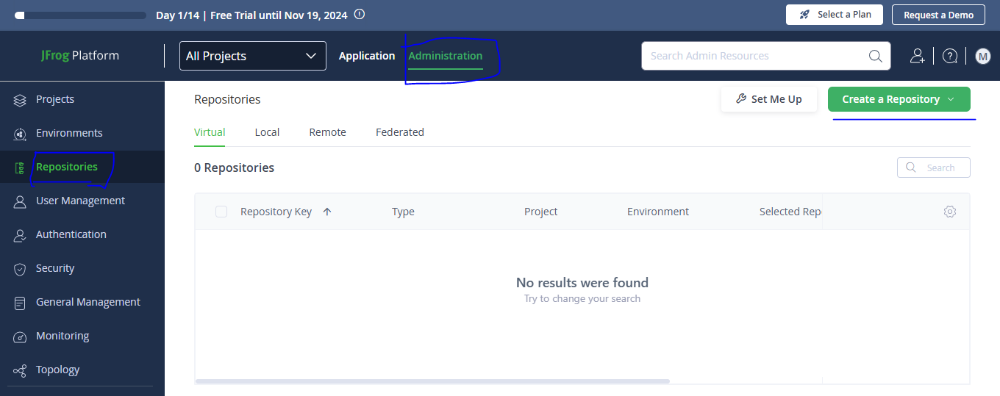 Day 1/14 | Free Trial until Nov 19, 2024
Select a Plan
Request a Demo
JFrog Platform
All Projects
Application
Administration
Search Admin Resources
M
Projects
Environments
Repositories
User Management
Authentication
Security
General Management
Monitoring
Topology
Repositories
Set Me Up
Create a Repository
Virtual
Local
Remote
Federated
0 Repositories
Search
Repository Key
Type
Project
Environment
Selected Rep
No results were found
Try to change your search